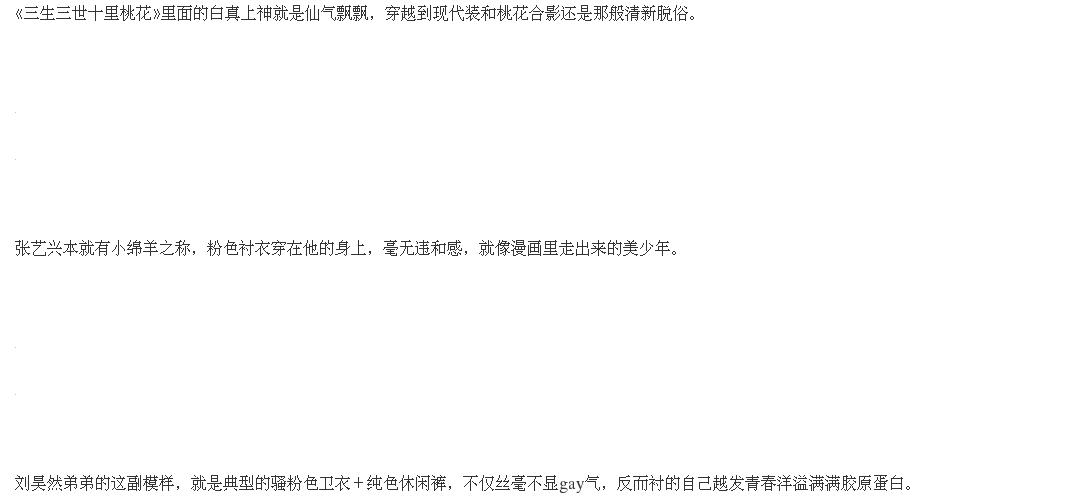 《三生三世十里桃花》里面的白真上神就是仙气飘飘，穿越到现代装和桃花合影还是那般清新脱俗。
张艺兴本就有小绵羊之称，粉色衬衣穿在他的身上，毫无违和感，就像漫画里走出来的美少年。
刘昊然弟弟的这副模样，就是典型的骚粉色卫衣＋纯色休闲裤，不仅丝毫不显gay气，反而衬的自己越发青春洋溢满满胶原蛋白。